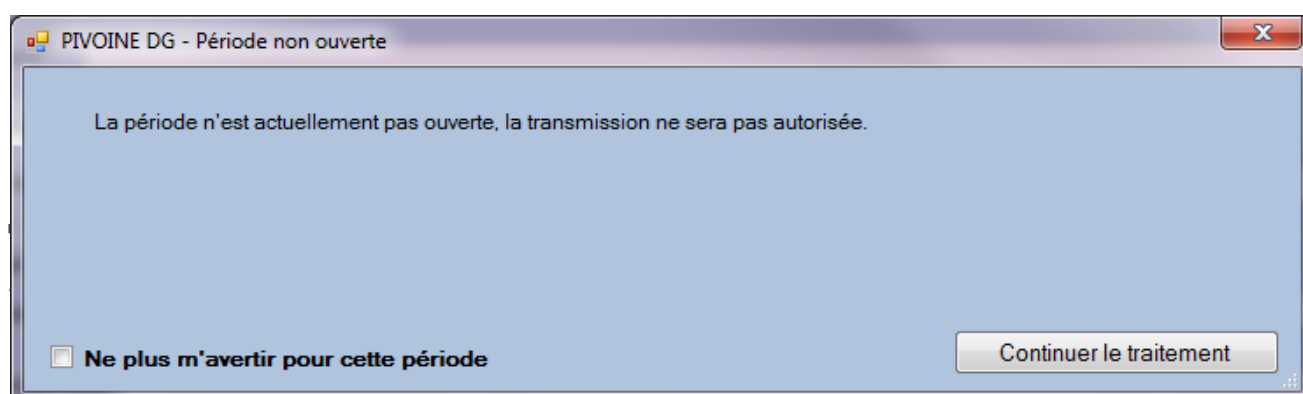 PIVOINE DG - Période non ouverte
La période n'est actuellement pas ouverte, la transmission ne sera pas autorisée.
Ne plus m'avertir pour cette période
Continuer le traitement